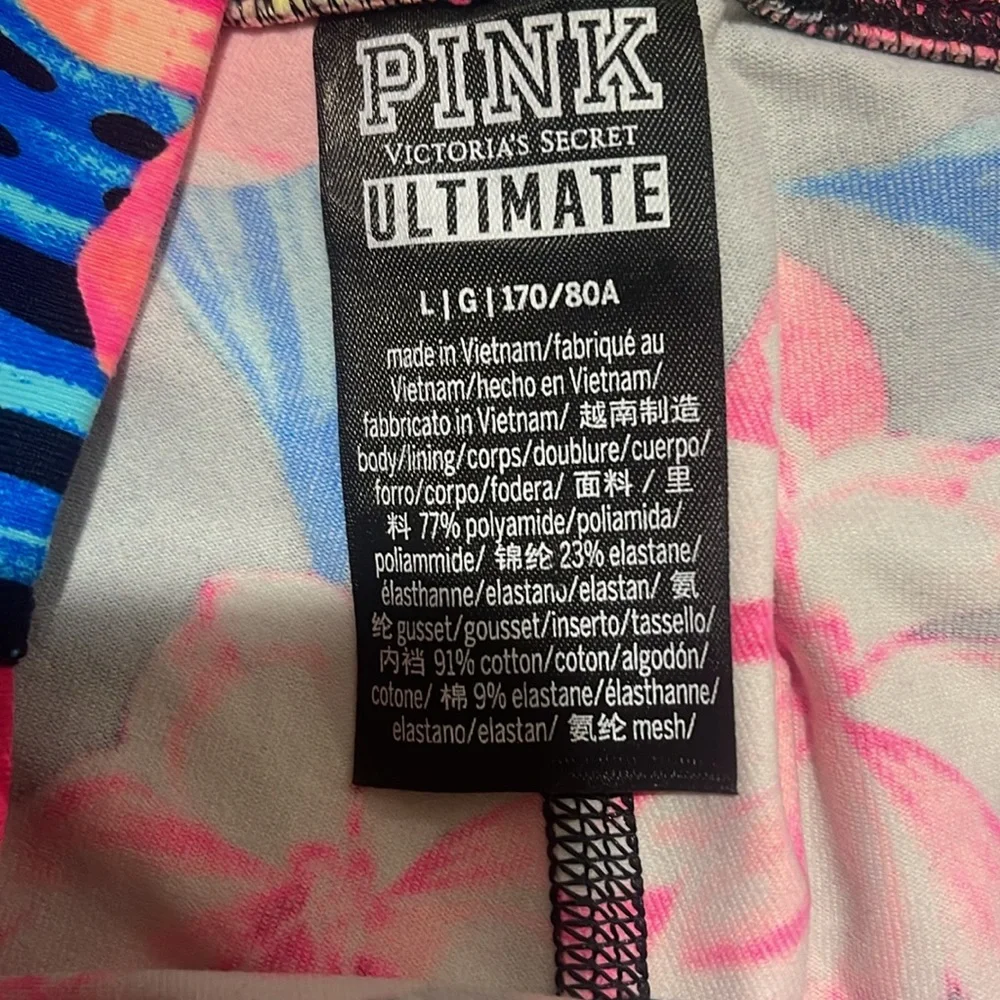 PINK
VICTORIA'S SECRET
ULTIMATE
L | G | 170/80A
made in Vietnam/fabriqué au
Vietnam/hecho en Vietnam/
fabbricato in Vietnam/ 越南制造
body/lining/corps/doublure/cuerpo/
forro/corpo/fodera/ 面料 / 里
料 77% polyamide/poliamida/
poliammide/ 锦纶 23% elastane/
élasthanne/elastano/elastan/ 氨
纶 gusset/gousset/inserto/tassello/
内裆 91% cotton/coton/algodón/
cotone/ 棉 9% elastane/élasthanne/
elastano/elastan/ 氨纶 mesh/